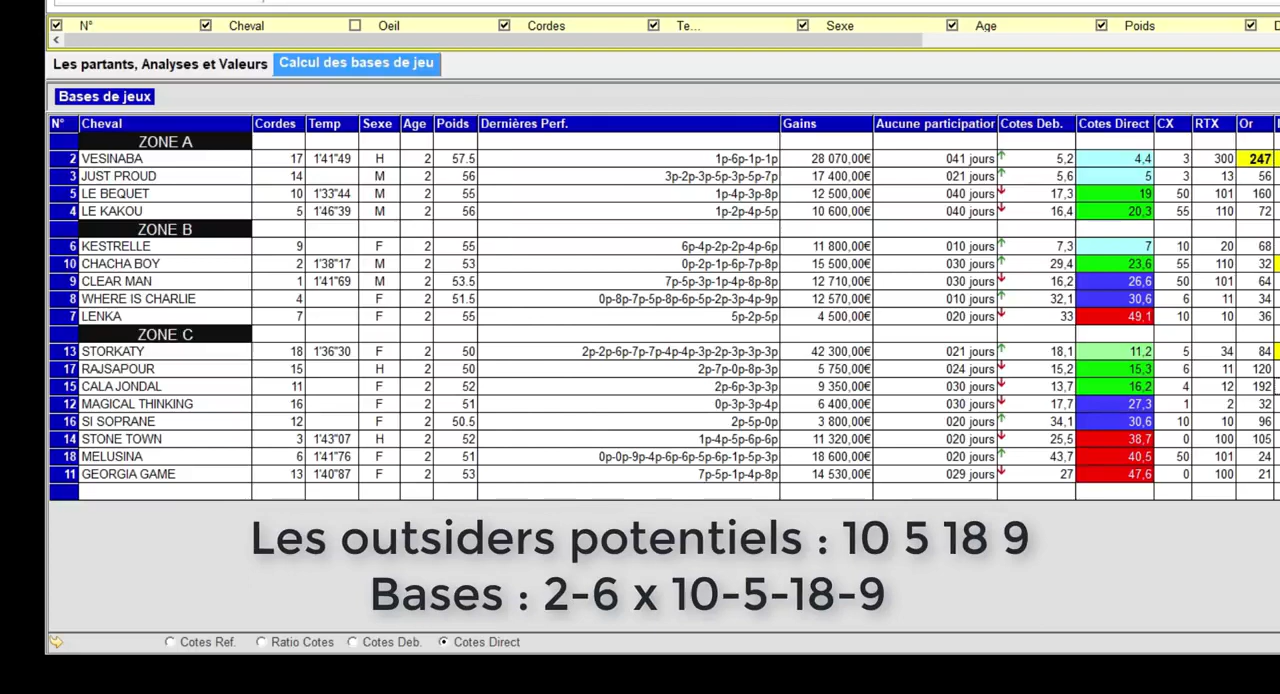 N° Cheval Oeil Cordes Te... Sexe Age Poids
Les partants, Analyses et Valeurs Calcul des bases de jeu
Bases de jeux
N° Cheval Cordes Temp Sexe Age Poids Dernières Perf. Gains Aucune participatior Cotes Deb. Cotes Direct CX RTX Or
ZONE A
2 VESINABA 17 1'41"49 H 2 57.5 1p-6p-1p-1p 28 070,00€ 041 jours 5,2 4,4 3 300 247
3 JUST PROUD 14 M 2 56 3p-2p-3p-5p-3p-5p-7p 21 600,00€ 021 jours 5,6 5 3 13 56
5 LE BEQUET 10 1'33"44 M 2 55 1p-4p-3p-8p 12 500,00€ 040 jours 17,3 19 50 101 160
4 LE KAKOU 5 1'46"39 M 2 56 1p-2p-4p-5p 10 600,00€ 040 jours 16,4 20,3 55 110 72
ZONE B
6 KESTRELLE 9 F 2 55 6p-4p-2p-2p-4p-6p 11 800,00€ 010 jours 7,3 7 10 20 68
10 CHACHA BOY 2 1'38"17 M 2 53 0p-2p-1p-6p-7p-8p 15 500,00€ 030 jours 29,4 23,6 55 110 32
9 CLEAR MAN 1 1'41"69 M 2 53.5 7p-5p-3p-1p-4p-8p-8p 12 710,00€ 030 jours 16,2 26,6 50 101 64
8 WHERE IS CHARLIE 4 F 2 51.5 0p-8p-7p-5p-8p-6p-5p-2p-3p-4p-9p 12 570,00€ 010 jours 32,1 30,6 6 11 34
7 LENKA 7 F 2 55 5p-2p-5p 4 500,00€ 020 jours 33 49,1 10 10 36
ZONE C
13 STORKATY 18 1'36"30 F 2 50 2p-2p-6p-7p-7p-4p-4p-3p-2p-3p-3p-3p 42 300,00€ 021 jours 18,1 11,2 5 34 84
17 RAJSAPOUR 15 H 2 50 2p-7p-0p-8p-3p 5 750,00€ 024 jours 15,2 15,3 6 11 120
15 CALA JONDAL 11 F 2 52 2p-6p-3p-3p 9 350,00€ 030 jours 13,7 16,2 4 12 192
12 MAGICAL THINKING 16 F 2 51 0p-3p-3p-4p 6 400,00€ 030 jours 17,7 27,3 1 2 32
16 SI SOPRANE 12 F 2 50.5 2p-5p-0p 3 800,00€ 020 jours 34,1 30,6 10 10 96
14 STONE TOWN 3 1'43"07 H 2 52 1p-4p-5p-6p-6p 11 320,00€ 020 jours 25,5 38,7 0 100 105
18 MELUSINA 6 1'41"76 F 2 51 0p-0p-9p-4p-6p-6p-5p-6p-1p-5p-3p 18 600,00€ 020 jours 43,7 40,5 50 101 24
11 GEORGIA GAME 13 1'40"87 F 2 53 7p-5p-1p-4p-8p 14 530,00€ 029 jours 27 47,6 0 100 21
Les outsiders potentiels : 10 5 18 9
Bases : 2-6 x 10-5-18-9
Cotes Ref. Ratio Cotes Cotes Deb. Cotes Direct